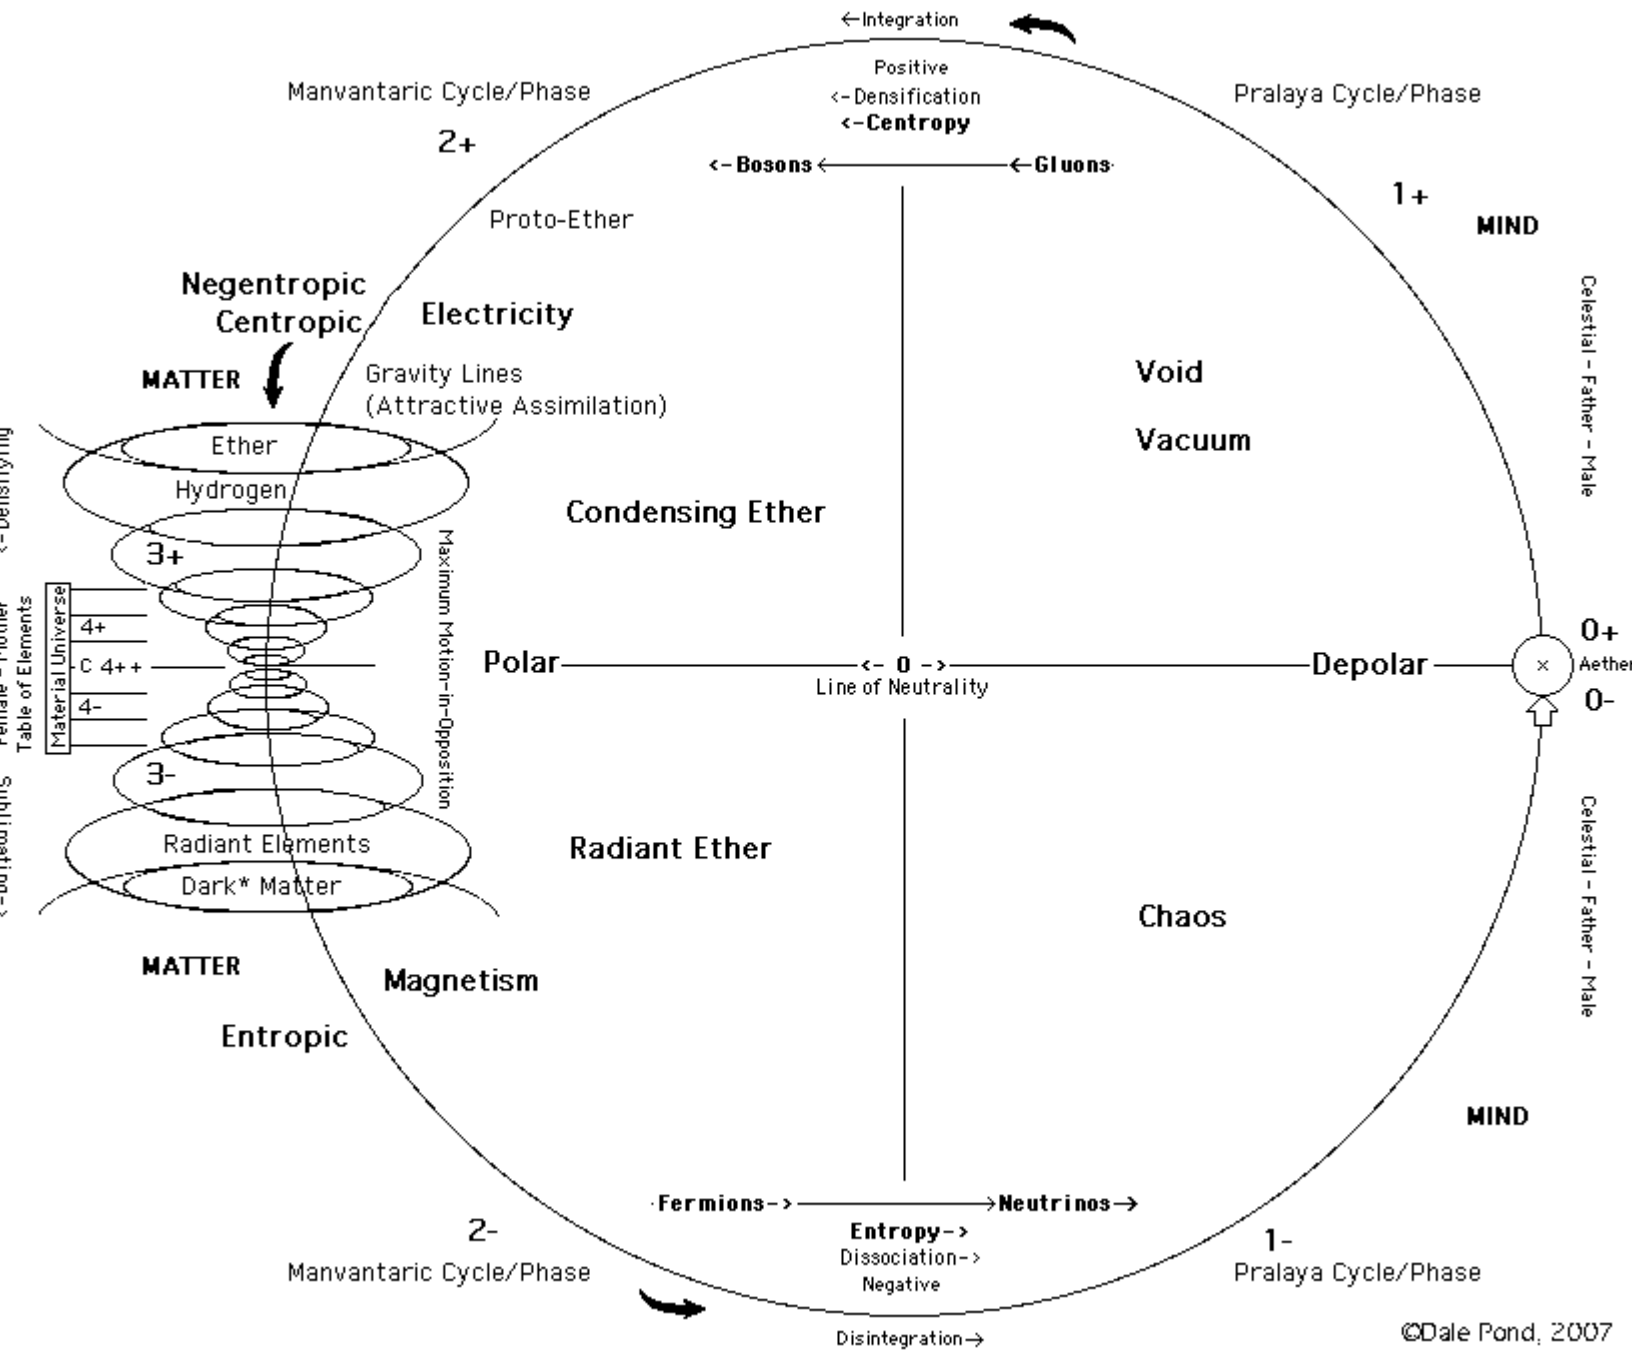 <-Integration
Positive
Manvantaric Cycle/Phase
Pralaya Cycle/Phase
<-Densification
<-Centropy
2+
<-Bosons<- <-Gluons
1+
MIND
Proto-Ether
Negentropic
Centropic
Electricity
Celestial - Father - Male
MATTER
Gravity Lines
(Attractive Assimilation)
Void
Vacuum
Ether
Hydrogen
<-Densifying
Condensing Ether
3+
Maximum Motion-in-Opposition
Female - Mother
Table of Elements
Material Universe
4+
C 4++
4-
Polar <- 0 -> Depolar
Line of Neutrality
0+
x Aether
0-
3-
<-Sublimating
Radiant Elements
Dark* Matter
Radiant Ether
Chaos
Celestial - Father - Male
MATTER
Magnetism
Entropic
MIND
Fermions-> ->Neutrinos->
Entropy->
2-
1-
Dissociation->
Manvantaric Cycle/Phase
Negative
Pralaya Cycle/Phase
Disintegration->
©Dale Pond, 2007